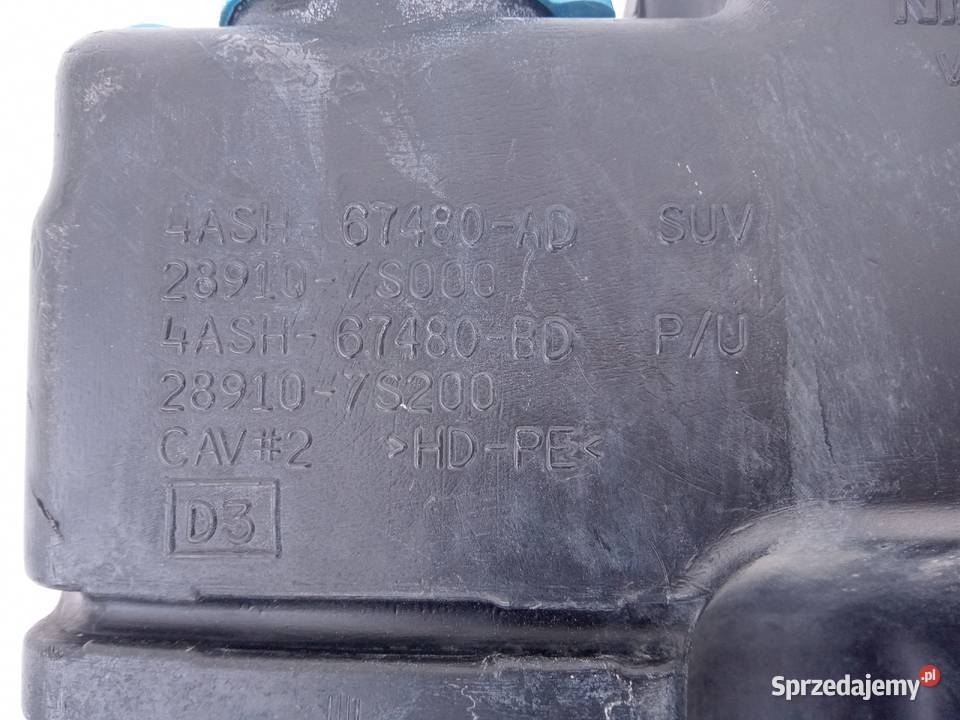 4ASH-67480-AD SUV
28910-7S000
4ASH-67480-BD P/U
28910-7S200
CAV#2 >HD-PE<
D3
Sprzedajemy.pl